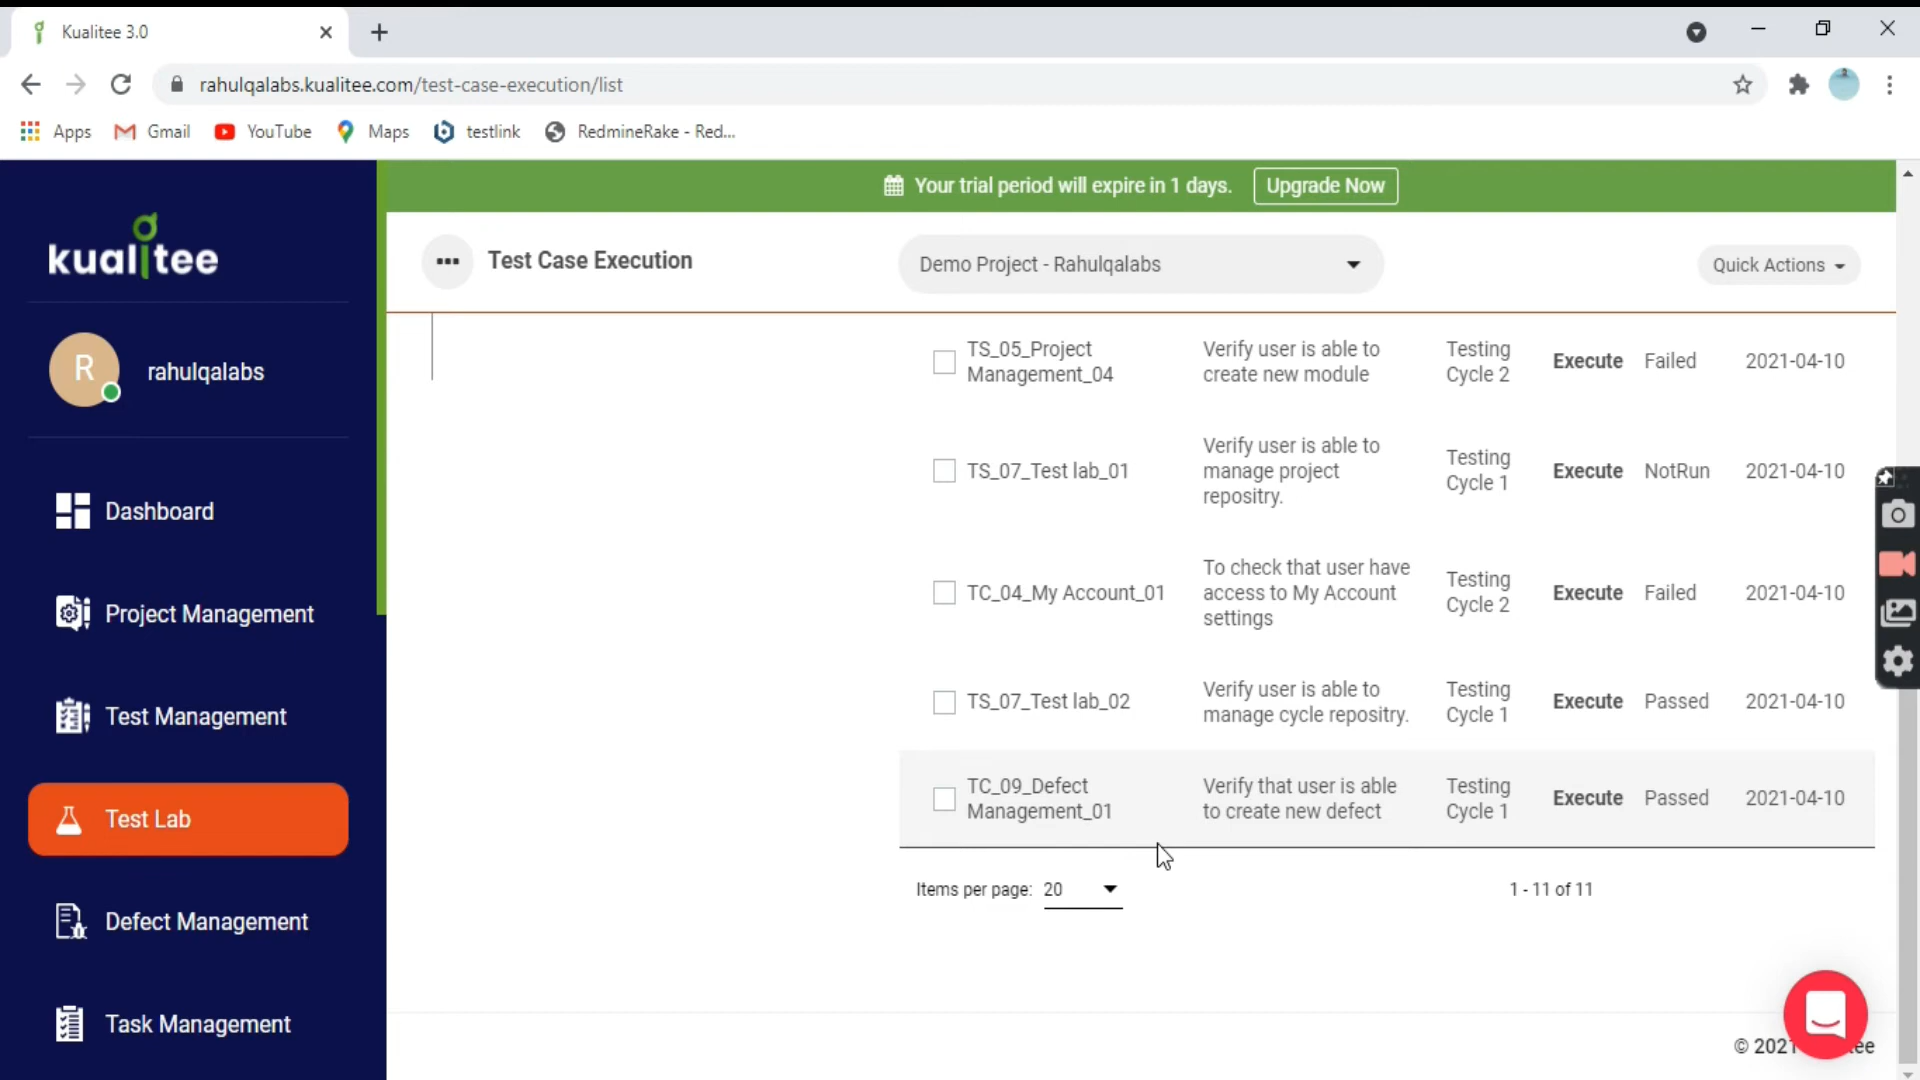 Kualitee 3.0
rahulqalabs.kualitee.com/test-case-execution/list
Apps Gmail YouTube Maps testlink RedmineRake - Red...
Your trial period will expire in 1 days. Upgrade Now
kualitee
Test Case Execution
Demo Project - Rahulqalabs
Quick Actions
R
rahulqalabs
Dashboard
Project Management
Test Management
Test Lab
Defect Management
Task Management
TS_05_Project
Management_04
Verify user is able to
create new module
Testing
Cycle 2
Execute
Failed
2021-04-10
TS_07_Test lab_01
Verify user is able to
manage project
repositry.
Testing
Cycle 1
Execute
NotRun
2021-04-10
TC_04_My Account_01
To check that user have
access to My Account
settings
Testing
Cycle 2
Execute
Failed
2021-04-10
TS_07_Test lab_02
Verify user is able to
manage cycle repositry.
Testing
Cycle 1
Execute
Passed
2021-04-10
TC_09_Defect
Management_01
Verify that user is able
to create new defect
Testing
Cycle 1
Execute
Passed
2021-04-10
Items per page: 20
1 - 11 of 11
© 2021